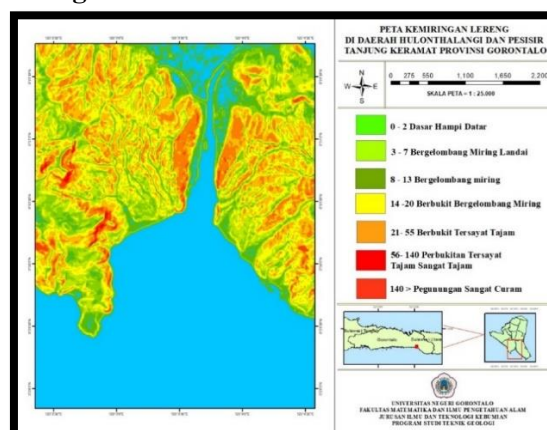 PETA KEMIRINGAN LERENG
DI DAERAH HULONTHALANGI DAN PESISIR
TANJUNG KERAMAT PROVINSI GORONTALO
N
W E
S
0 275 550 1,100 1,650 2,200
SKALA PETA = 1 : 25.000
0 - 2 Dasar Hampi Datar
3 - 7 Bergelombang Miring Landai
8 - 13 Bergelombang miring
14 -20 Berbukit Bergelombang Miring
21- 55 Berbukit Tersayat Tajam
56- 140 Perbukitan Tersayat
Tajam Sangat Tajam
140 > Pegunungan Sangat Curam
Gorontalo
UNIVERSITAS NEGERI GORONTALO
FAKULTAS MATEMATIKA DAN ILMU PENGETAHUAN ALAM
JURUSAN ILMU DAN TEKNOLOGI KEBUMIAN
PROGRAM STUDI TEKNIK GEOLOGI